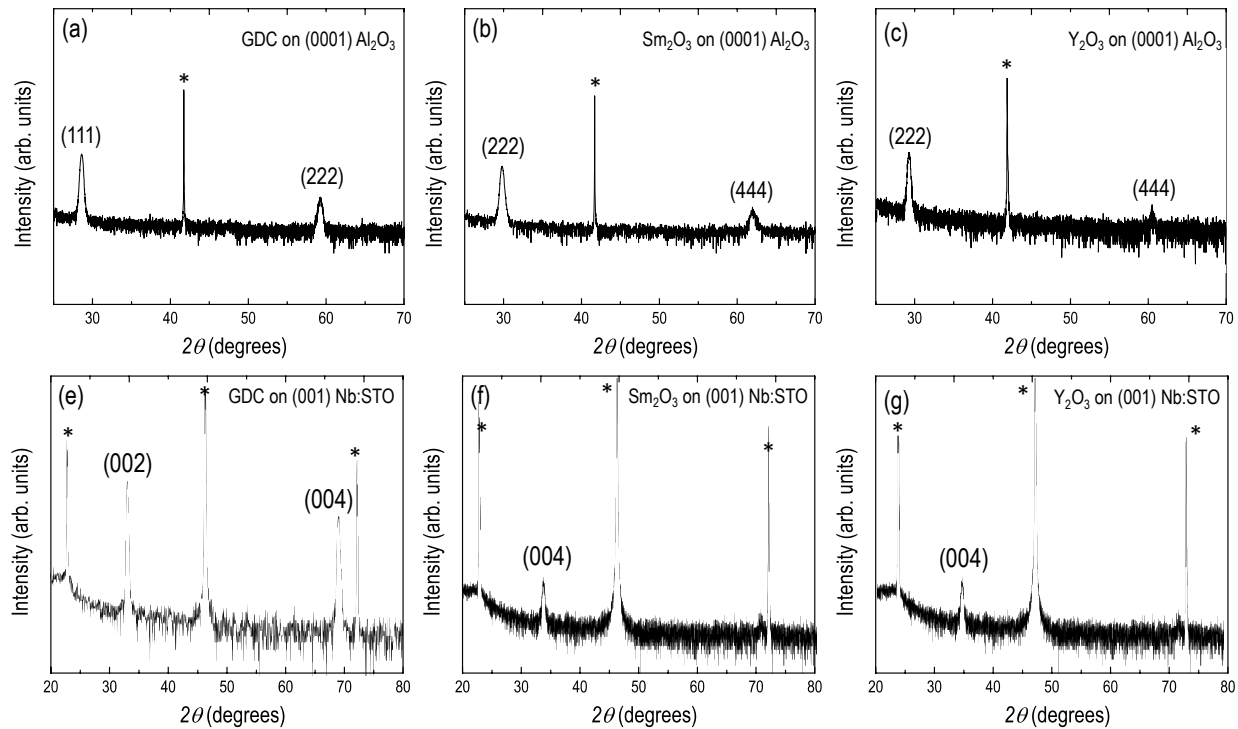 (a)
GDC on (0001) Al₂O₃
*
(111)
(222)
Intensity (arb. units)
30 40 50 60 70
2θ (degrees)
(b)
Sm₂O₃ on (0001) Al₂O₃
*
(222)
(444)
Intensity (arb. units)
30 40 50 60 70
2θ (degrees)
(c)
Y₂O₃ on (0001) Al₂O₃
*
(222)
(444)
Intensity (arb. units)
30 40 50 60 70
2θ (degrees)
(e)
GDC on (001) Nb:STO
* * *
(002)
(004)
Intensity (arb. units)
20 30 40 50 60 70 80
2θ (degrees)
(f)
Sm₂O₃ on (001) Nb:STO
* * *
(004)
Intensity (arb. units)
20 30 40 50 60 70 80
2θ (degrees)
(g)
Y₂O₃ on (001) Nb:STO
* * *
(004)
Intensity (arb. units)
20 30 40 50 60 70 80
2θ (degrees)